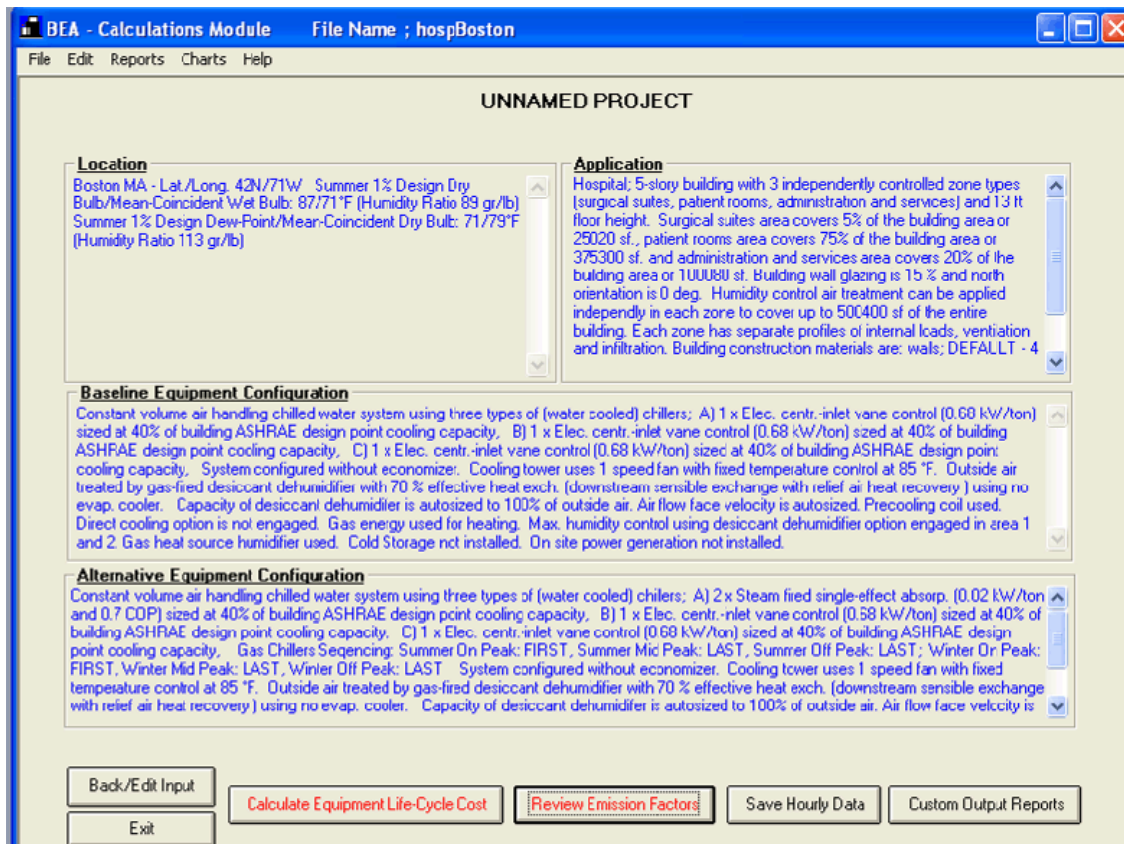 BEA - Calculations Module File Name ; hospBoston
File Edit Reports Charts Help
UNNAMED PROJECT
Location
Boston MA - Lat./Long. 42N/71W Summer 1% Design Dry
Bulb/Mean-Coincident Wet Bulb: 87/71°F (Humidity Ratio 89 gr/lb)
Summer 1% Design Dew-Point/Mean-Coincident Dry Bulb: 71/79°F
(Humidity Ratio 113 gr/lb)
Application
Hospital; 5-story building with 3 independently controlled zone types
(surgical suites, patient rooms, administration and services) and 13 ft
floor height. Surgical suites area covers 5% of the building area or
25020 sf., patient rooms area covers 75% of the building area or
375300 sf. and administration and services area covers 20% of the
building area or 100080 sf. Building wall glazing is 15 % and north
orientation is 0 deg. Humidity control air treatment can be applied
independly in each zone to cover up to 500400 sf of the entire
building. Each zone has separate profiles of internal loads, ventiation
and infiltration. Building construction materials are: walls; DEFAULT - 4
Baseline Equipment Configuration
Constant volume air handling chilled water system using three types of (water cooled) chillers; A) 1 x Elec. centr.-inlet vane control (0.68 kW/ton)
sized at 40% of building ASHRAE design point cooling capacity, B) 1 x Elec. centr.-inlet vane control (0.68 kW/ton) sized at 40% of building
ASHRAE design point cooling capacity, C) 1 x Elec. centr.-inlet vane control (0.68 kW/ton) sized at 40% of building ASHRAE design point
cooling capacity, System configured without economizer. Cooling tower uses 1 speed fan with fixed temperature control at 85 °F. Outside air
treated by gas-fired desiccant dehumidifier with 70 % effective heat exch. (downstream sensible exchange with relief air heat recovery ) using no
evap. cooler. Capacity of desiccant dehumidifer is autosized to 100% of outside air. Air flow face velocity is autosized. Precooling coil used.
Direct cooling option is not engaged. Gas energy used for heating. Max. humidity control using desiccant dehumidifier option engaged in area 1
and 2. Gas heat source humidifier used. Cold Storage not installed. On site power generation not installed.
Alternative Equipment Configuration
Constant volume air handling chilled water system using three types of (water cooled) chillers; A) 2 x Steam fired single-effect absorp. (0.02 kW/ton
and 0.7 COP) sized at 40% of building ASHRAE design point cooling capacity, B) 1 x Elec. centr.-inlet vane control (0.68 kW/ton) sized at 40% of
building ASHRAE design point cooling capacity, C) 1 x Elec. centr.-inlet vane control (0.68 kW/ton) sized at 40% of building ASHRAE design
point cooling capacity, Gas Chillers Seqencing: Summer On Peak: FIRST, Summer Mid Peak: LAST, Summer Off Peak: LAST; Winter On Peak:
FIRST, Winter Mid Peak: LAST, Winter Off Peak: LAST System configured without economizer. Cooling tower uses 1 speed fan with fixed
temperature control at 85 °F. Outside air treated by gas-fired desiccant dehumidifier with 70 % effective heat exch. (downstream sensible exchange
with relief air heat recovery ) using no evap. cooler. Capacity of desiccant dehumidifer is autosized to 100% of outside air. Air flow face velocity is
Back/Edit Input
Calculate Equipment Life-Cycle Cost
Review Emission Factors
Save Hourly Data
Custom Output Reports
Exit